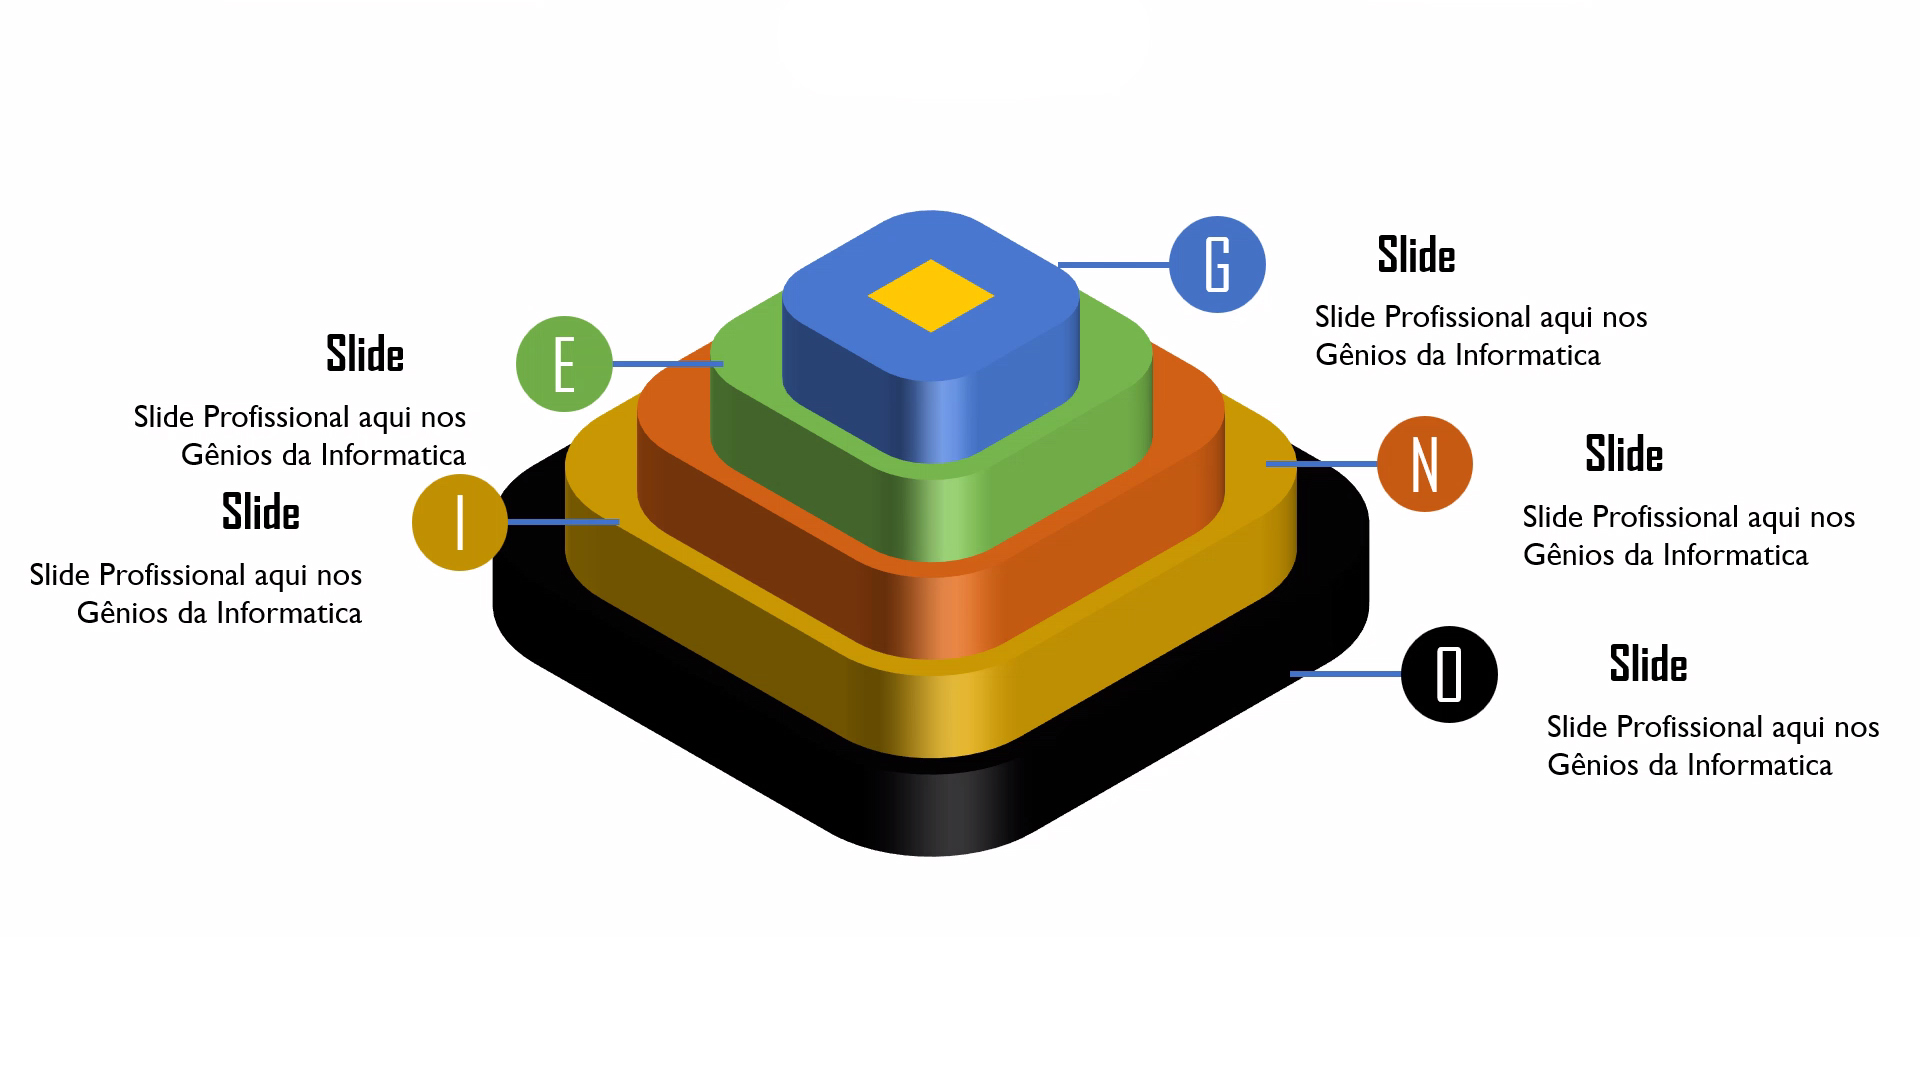 G
Slide
Slide Profissional aqui nos
Gênios da Informatica
E
Slide
Slide Profissional aqui nos
Gênios da Informatica
N
Slide
Slide Profissional aqui nos
Gênios da Informatica
I
Slide
Slide Profissional aqui nos
Gênios da Informatica
O
Slide
Slide Profissional aqui nos
Gênios da Informatica